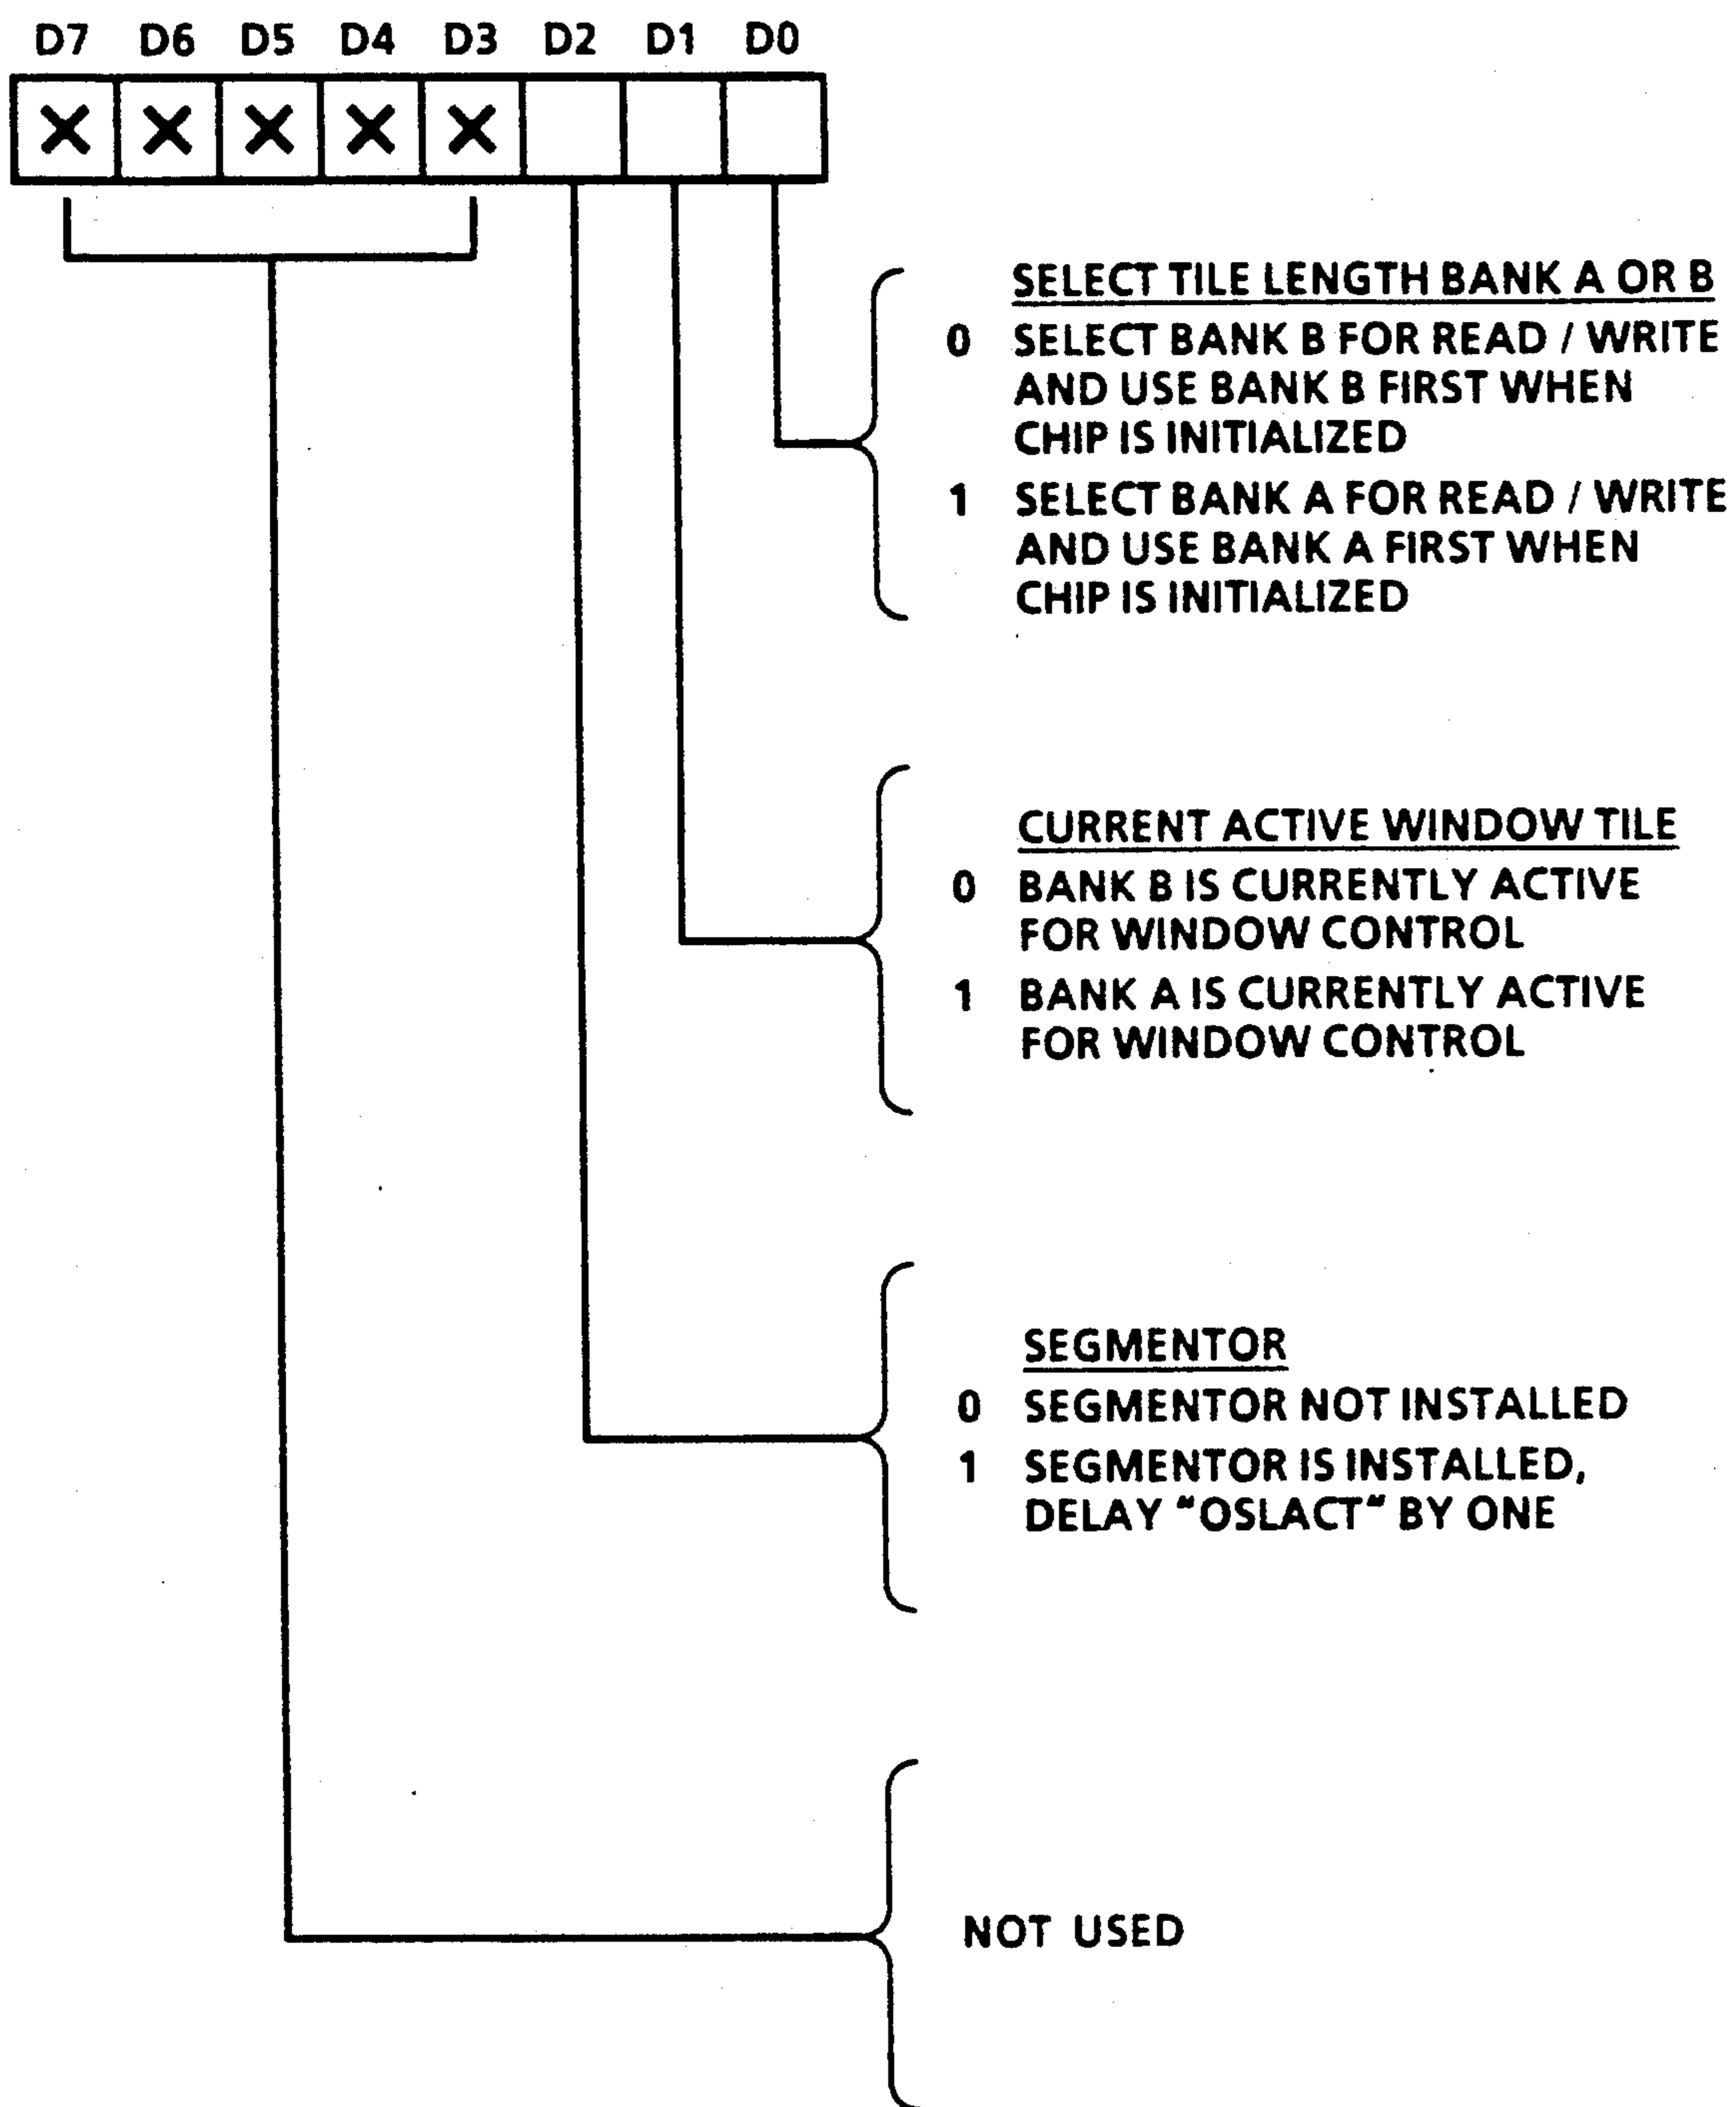 D7 D6 D5 D4 D3 D2 D1 D0
X X X X X
SELECT TILE LENGTH BANK A OR B
0 SELECT BANK B FOR READ / WRITE
AND USE BANK B FIRST WHEN
CHIP IS INITIALIZED
1 SELECT BANK A FOR READ / WRITE
AND USE BANK A FIRST WHEN
CHIP IS INITIALIZED
CURRENT ACTIVE WINDOW TILE
0 BANK B IS CURRENTLY ACTIVE
FOR WINDOW CONTROL
1 BANK A IS CURRENTLY ACTIVE
FOR WINDOW CONTROL
SEGMENTOR
0 SEGMENTOR NOT INSTALLED
1 SEGMENTOR IS INSTALLED,
DELAY "OSLACT" BY ONE
NOT USED